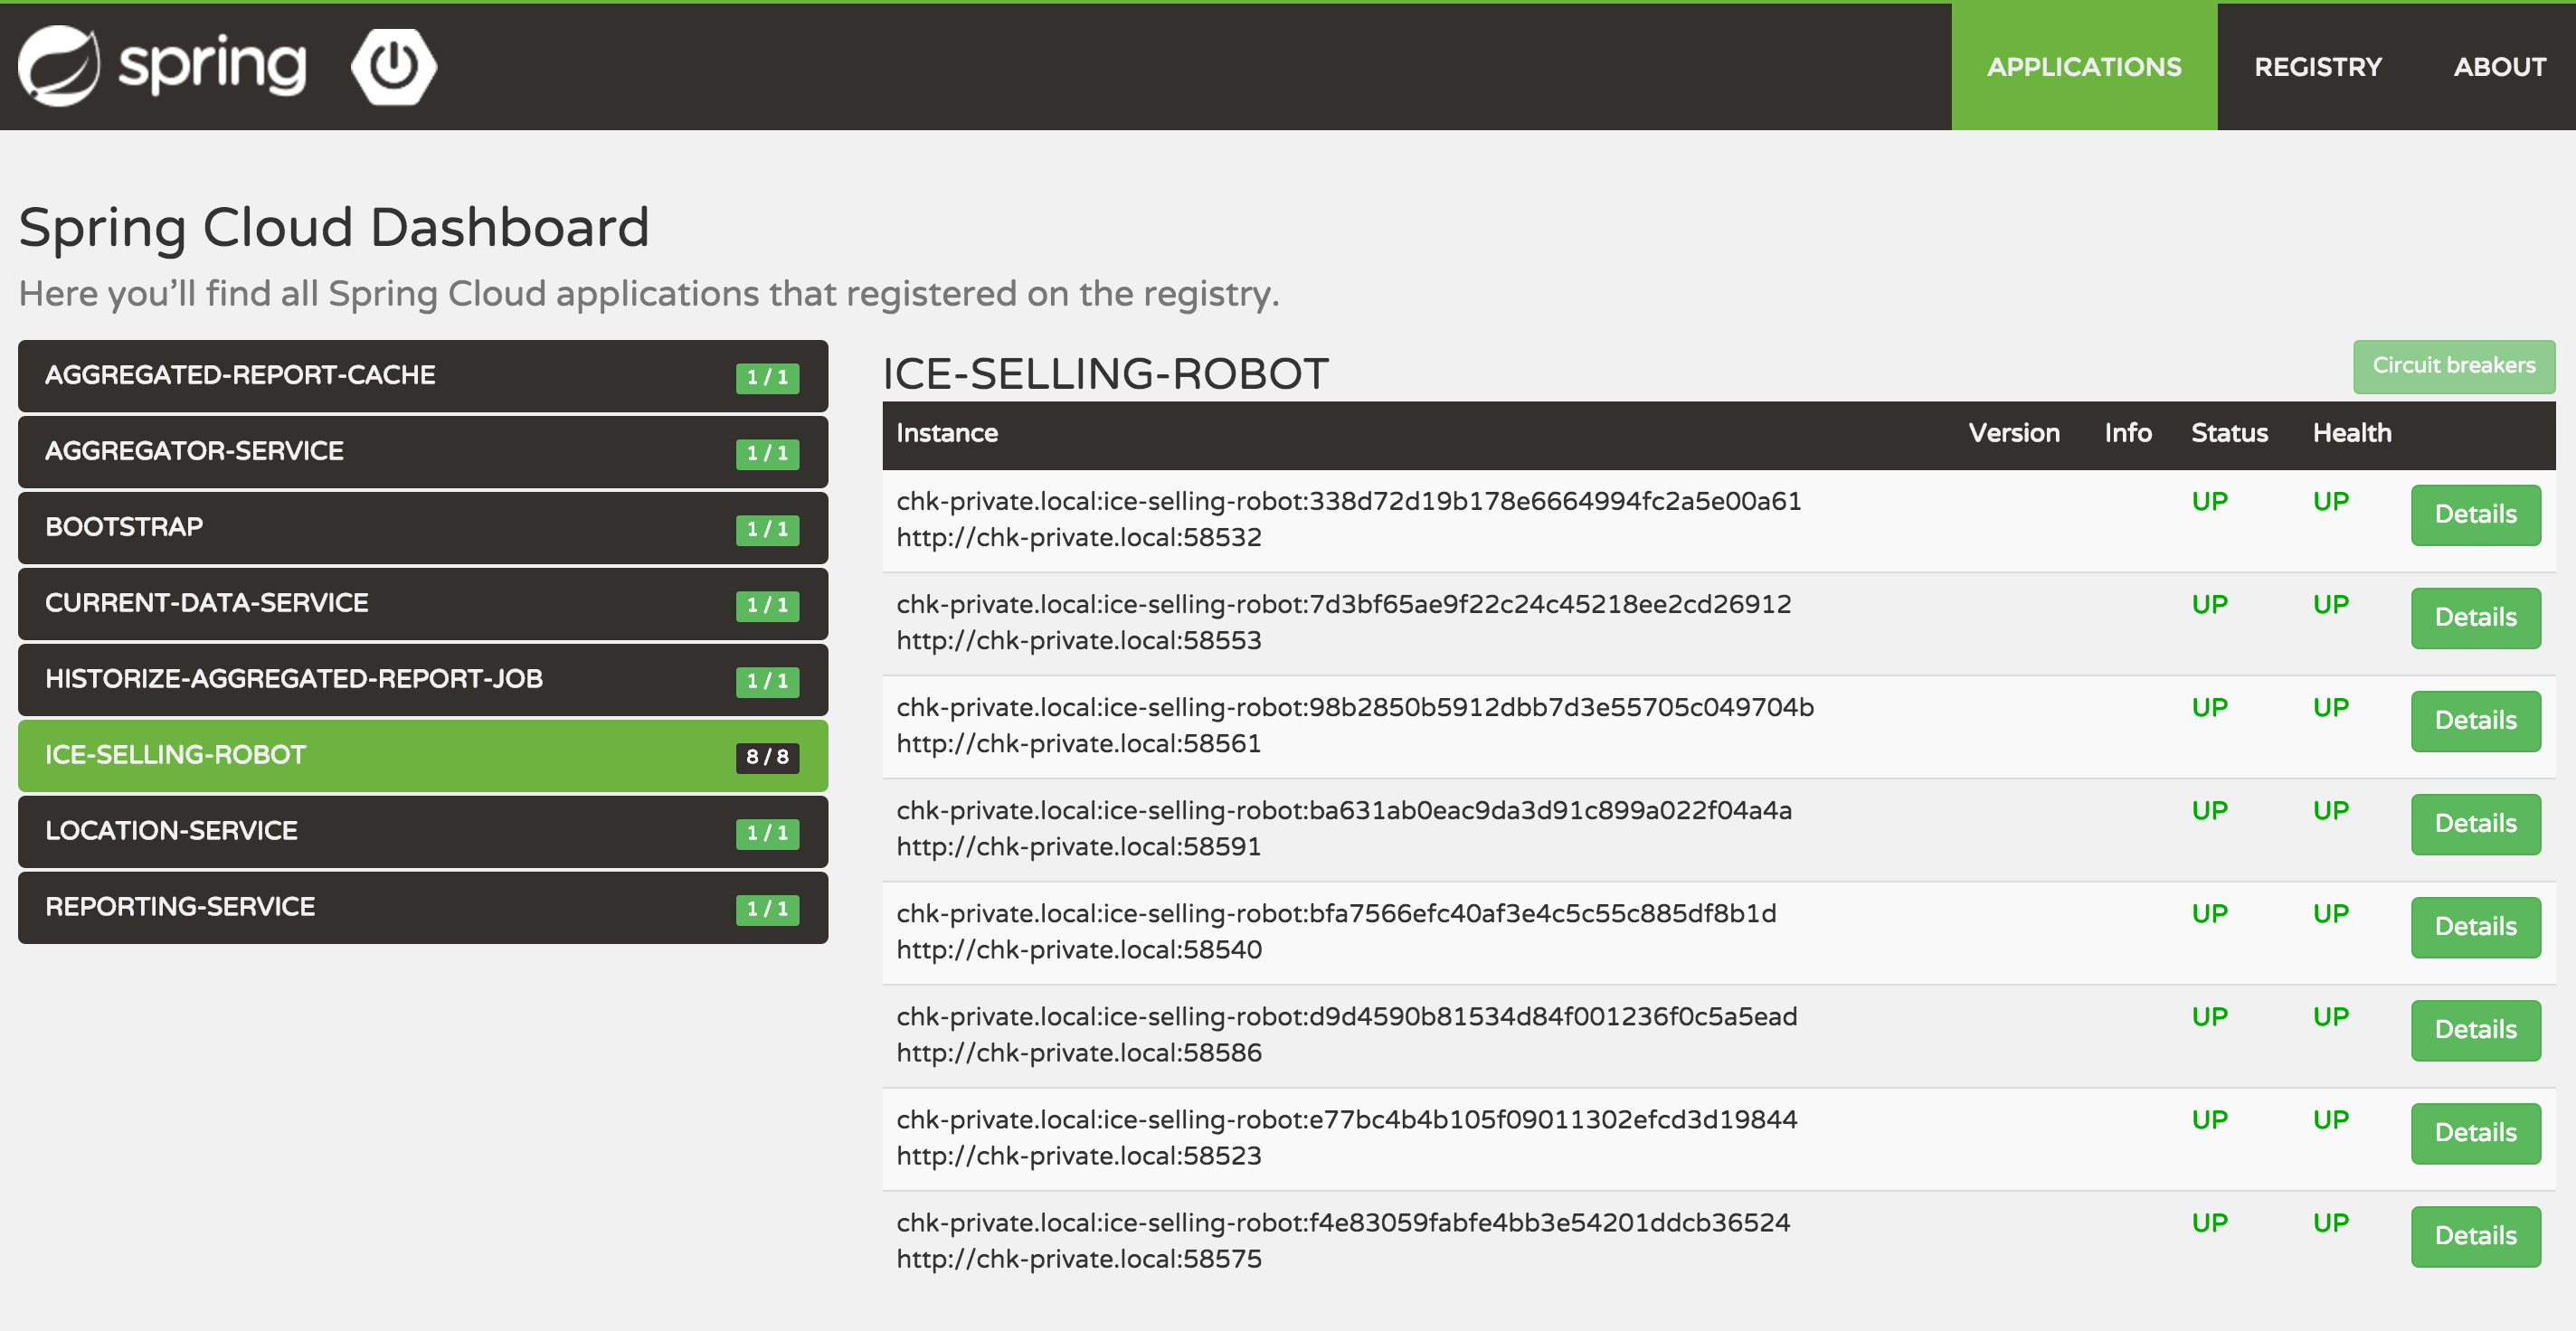 spring
APPLICATIONS REGISTRY ABOUT
Spring Cloud Dashboard
Here you'll find all Spring Cloud applications that registered on the registry.
AGGREGATED-REPORT-CACHE 1 / 1
AGGREGATOR-SERVICE 1 / 1
BOOTSTRAP 1 / 1
CURRENT-DATA-SERVICE 1 / 1
HISTORIZE-AGGREGATED-REPORT-JOB 1 / 1
ICE-SELLING-ROBOT 8 / 8
LOCATION-SERVICE 1 / 1
REPORTING-SERVICE 1 / 1
ICE-SELLING-ROBOT Circuit breakers
Instance Version Info Status Health
chk-private.local:ice-selling-robot:338d72d19b178e6664994fc2a5e00a61 UP UP Details
http://chk-private.local:58532
chk-private.local:ice-selling-robot:7d3bf65ae9f22c24c45218ee2cd26912 UP UP Details
http://chk-private.local:58553
chk-private.local:ice-selling-robot:98b2850b5912dbb7d3e55705c049704b UP UP Details
http://chk-private.local:58561
chk-private.local:ice-selling-robot:ba631ab0eac9da3d91c899a022f04a4a UP UP Details
http://chk-private.local:58591
chk-private.local:ice-selling-robot:bfa7566efc40af3e4c5c55c885df8b1d UP UP Details
http://chk-private.local:58540
chk-private.local:ice-selling-robot:d9d4590b81534d84f001236f0c5a5ead UP UP Details
http://chk-private.local:58586
chk-private.local:ice-selling-robot:e77bc4b4b105f09011302efcd3d19844 UP UP Details
http://chk-private.local:58523
chk-private.local:ice-selling-robot:f4e83059fabfe4bb3e54201ddcb36524 UP UP Details
http://chk-private.local:58575